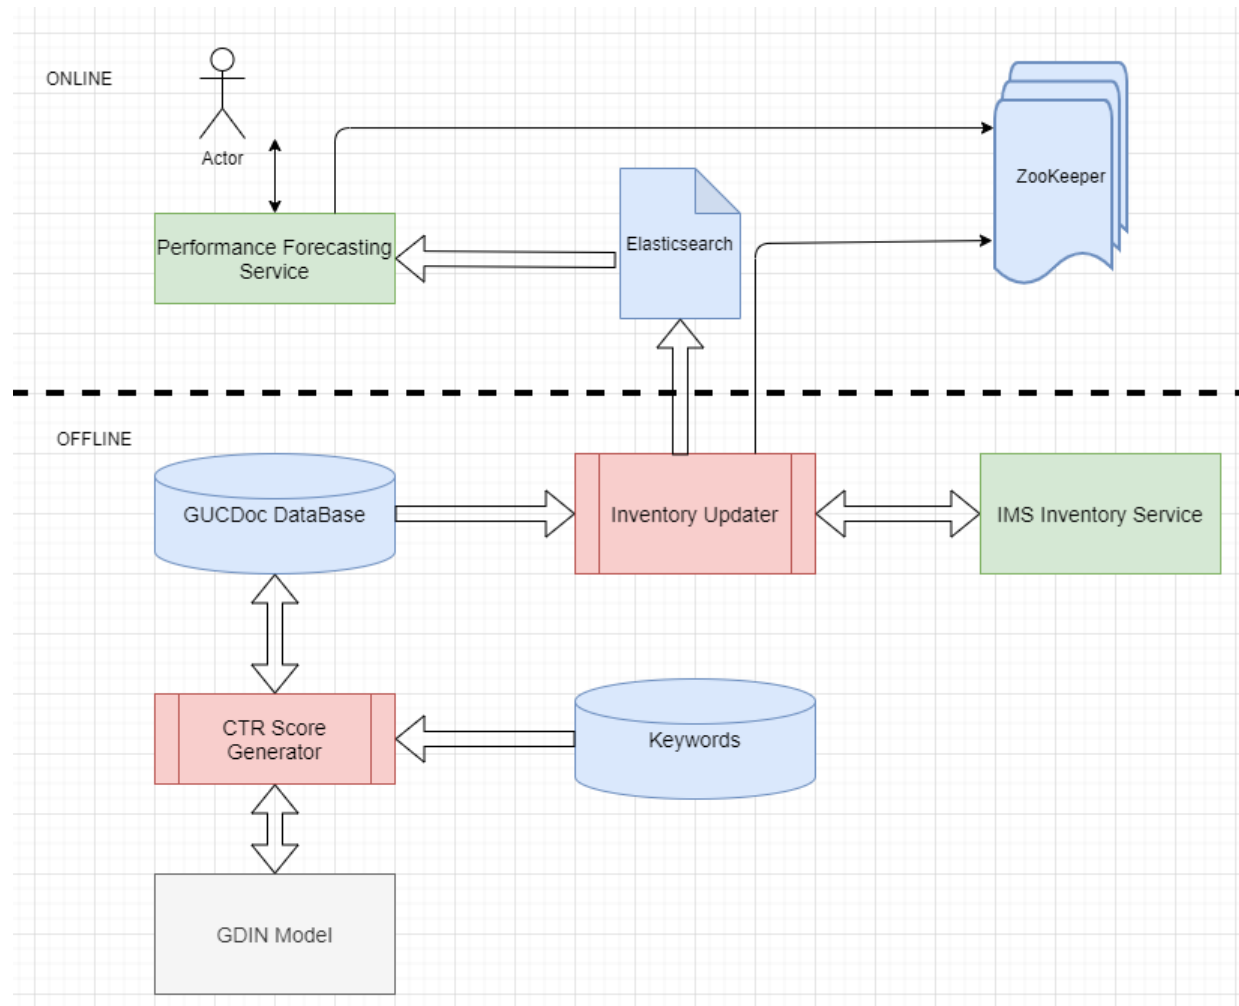 ONLINE
Actor
ZooKeeper
Performance Forecasting
Service
Elasticsearch
OFFLINE
GUCDoc DataBase
Inventory Updater
IMS Inventory Service
CTR Score
Generator
Keywords
GDIN Model